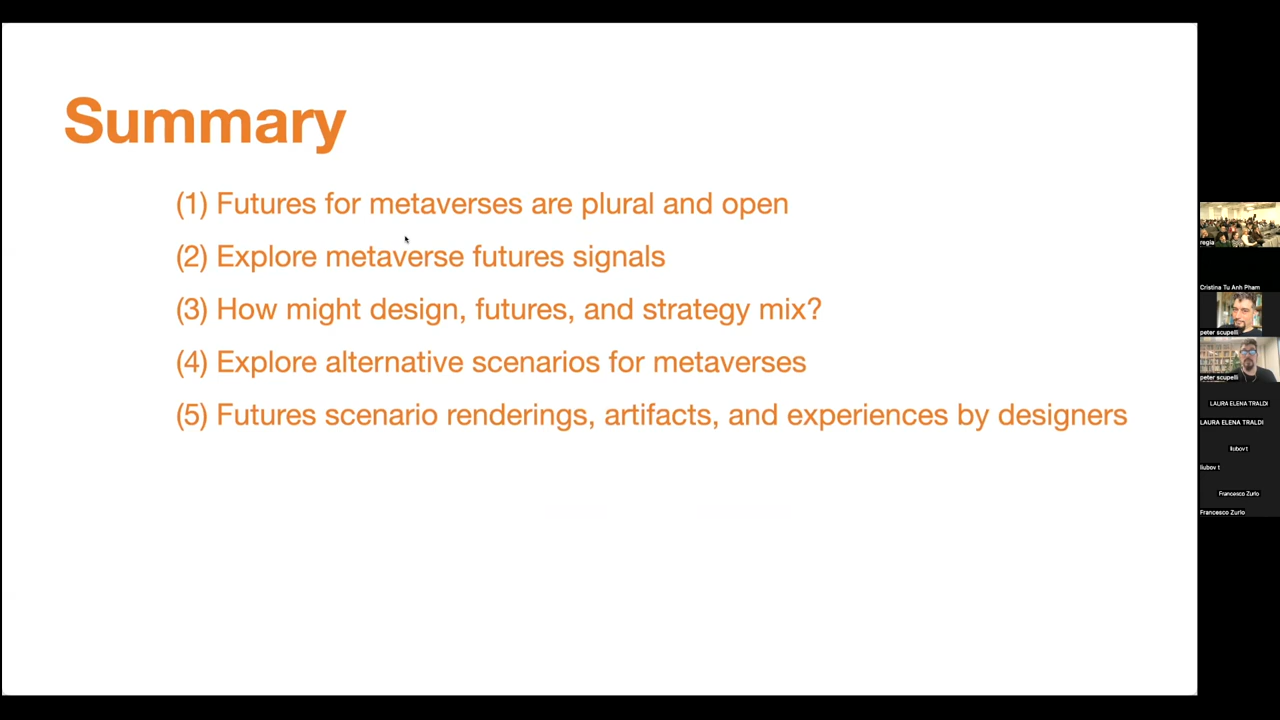 Summary
(1) Futures for metaverses are plural and open
(2) Explore metaverse futures signals
(3) How might design, futures, and strategy mix?
(4) Explore alternative scenarios for metaverses
(5) Futures scenario renderings, artifacts, and experiences by designers
regia
Cristina Tu Anh Pham
peter scupelli
peter scupelli
LAURA ELENA TRALDI
LAURA ELENA TRALDI
liubov t
liubov t
Francesco Zurlo
Francesco Zurlo